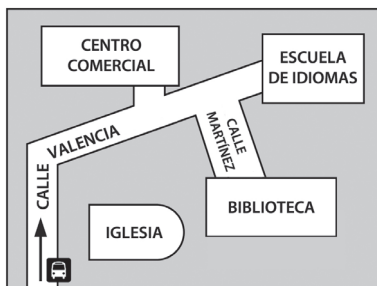 CENTRO
COMERCIAL
ESCUELA
DE IDIOMAS
CALLE VALENCIA
CALLE
MARTÍNEZ
BIBLIOTECA
IGLESIA